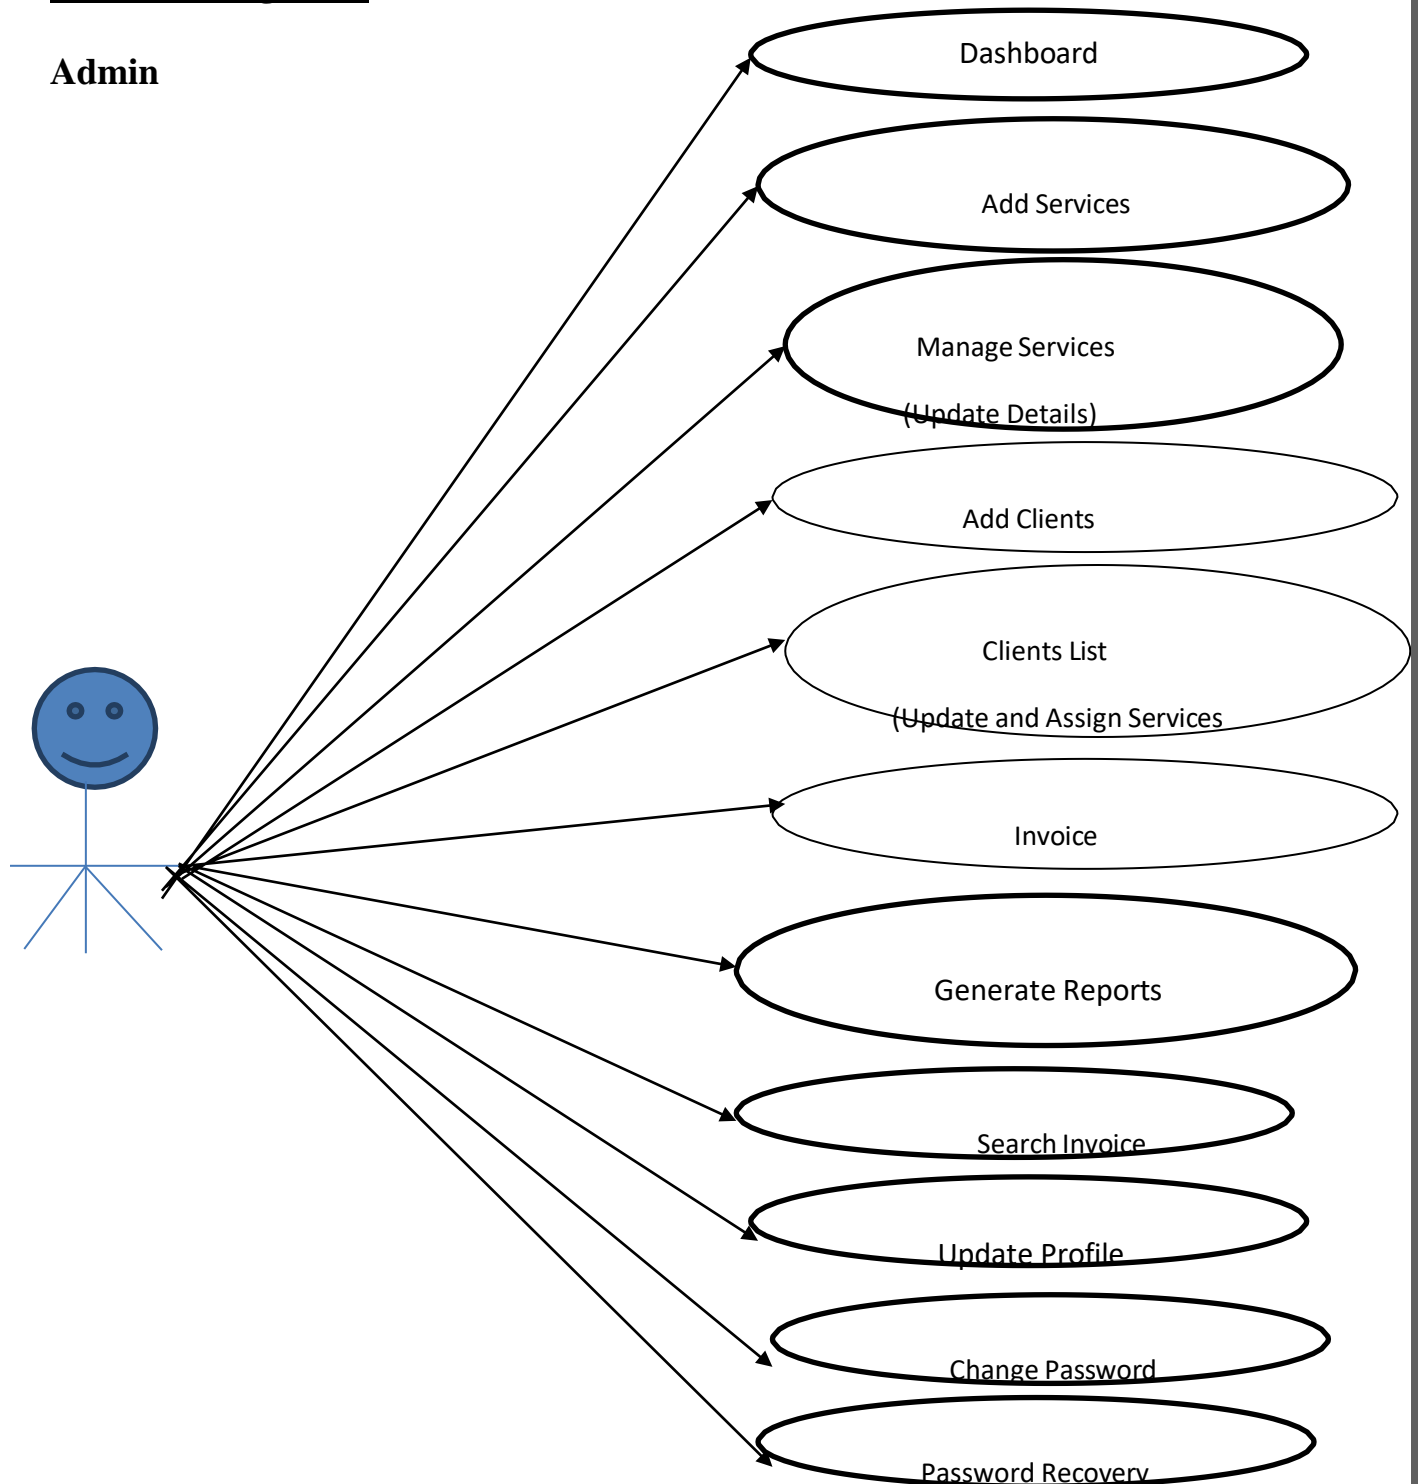 Admin
Dashboard
Add Services
Manage Services
(Update Details)
Add Clients
Clients List
(Update and Assign Services
Invoice
Generate Reports
Search Invoice
Update Profile
Change Password
Password Recovery